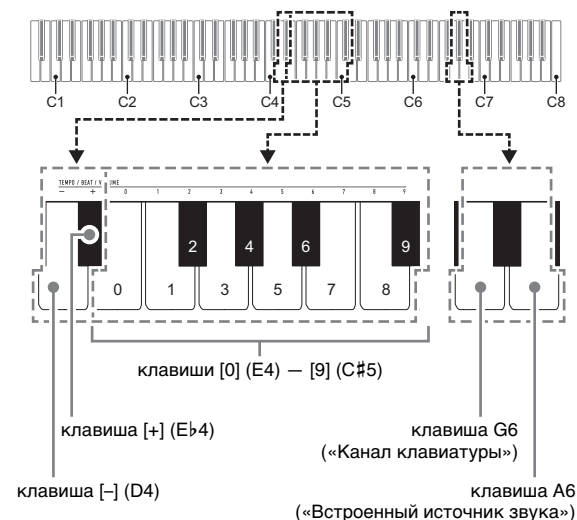 C1 C2 C3 C4 C5 C6 C7 C8
TEMPO / BEAT / V UME
− + 0 1 2 3 4 5 6 7 8 9
2 4 6 9
0 1 3 5 7 8
клавиши [0] (E4) — [9] (C♯5)
клавиша [+] (E♭4)
клавиша G6
(«Канал клавиатуры»)
клавиша [–] (D4)
клавиша A6
(«Встроенный источник звука»)